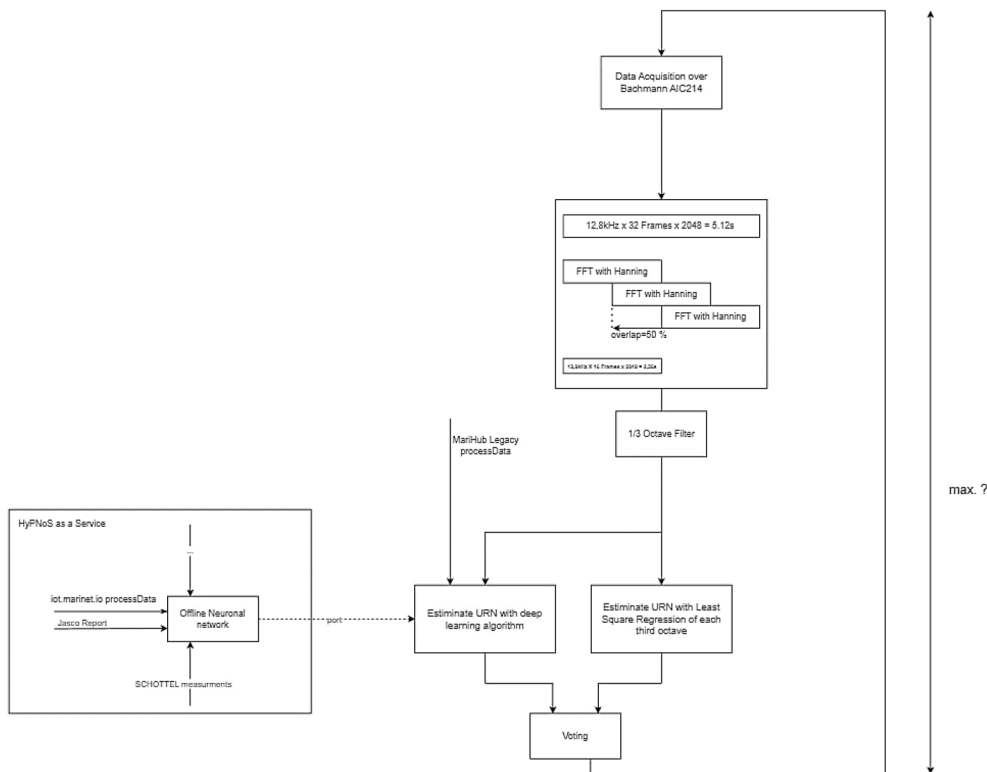 Data Acquisition over
Bachmann AIC214
12,8kHz x 32 Frames x 2048 = 5.12s
FFT with Hanning
FFT with Hanning
FFT with Hanning
overlap=50 %
1/3 Octave Filter
MariHub Legacy
processData
max. ?
HyPNoS as a Service
...
iot.marinet.io processData
Jasco Report
Offline Neuronal
network
SCHOTTEL measurments
port
Estiminate URN with deep
learning algorithm
Estiminate URN with Least
Square Regression of each
third octave
Voting